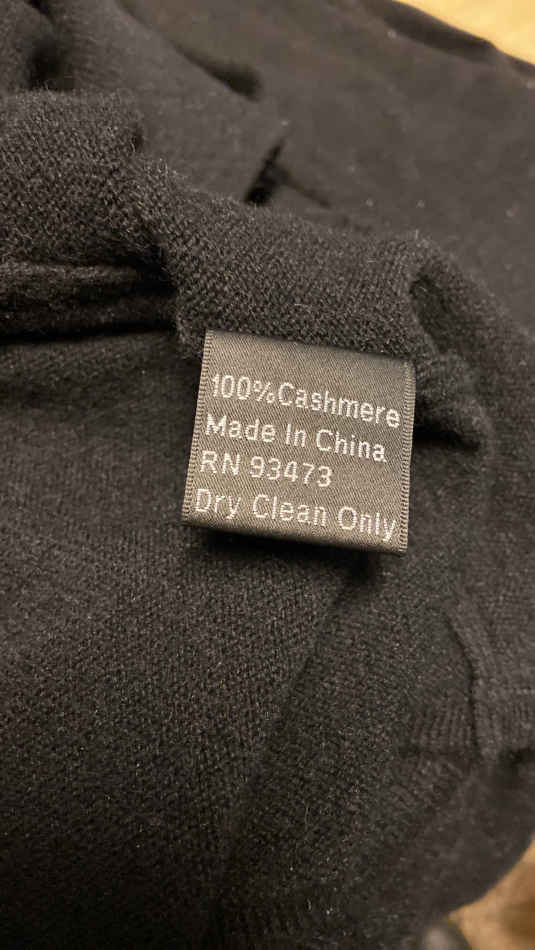 100%Cashmere
Made In China
RN 93473
Dry Clean Only